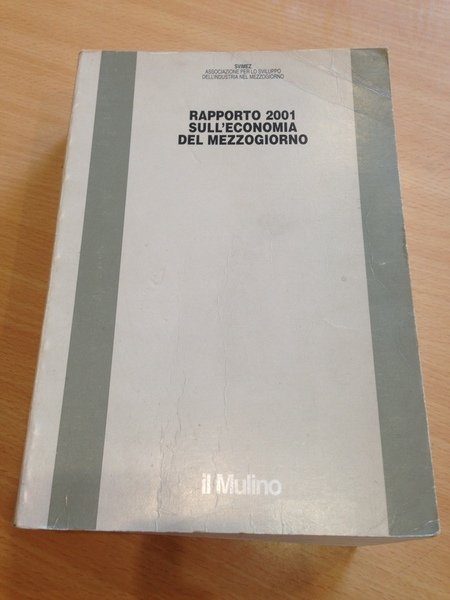 SVIMEZ
ASSOCIAZIONE PER LO SVILUPPO
DELL'INDUSTRIA NEL MEZZOGIORNO
RAPPORTO 2001
SULL'ECONOMIA
DEL MEZZOGIORNO
il Mulino